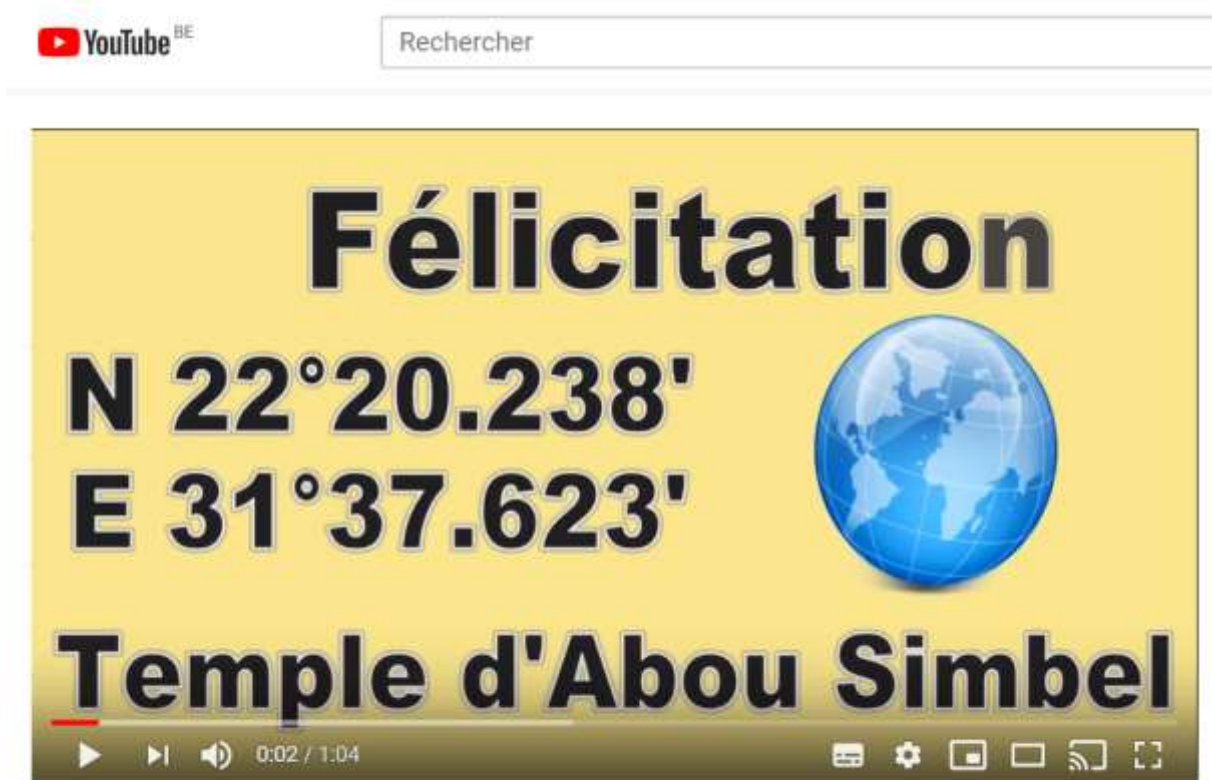 YouTube BE
Rechercher
Félicitation
N 22°20.238'
E 31°37.623'
Temple d'Abou Simbel
0:02 / 1:04